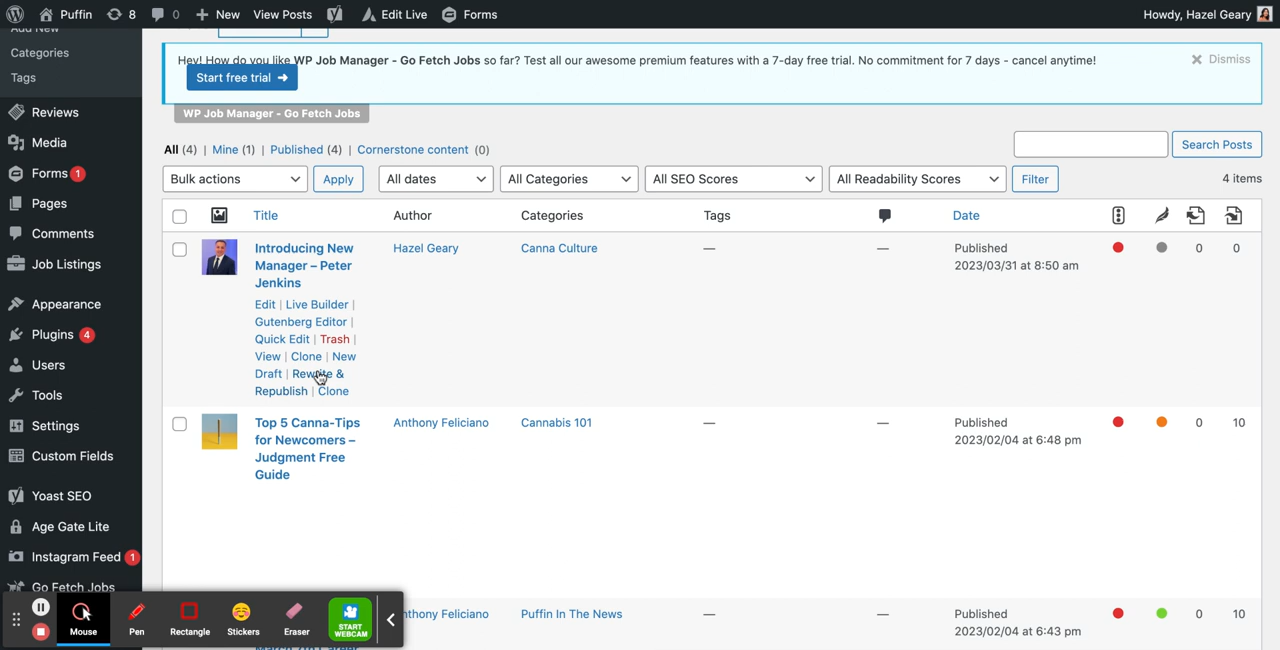 Puffin 8 0 New View Posts Edit Live Forms Howdy, Hazel Geary
Add New
Categories
Tags
Reviews
Media
Forms 1
Pages
Comments
Job Listings
Appearance
Plugins 4
Users
Tools
Settings
Custom Fields
Yoast SEO
Age Gate Lite
Instagram Feed 1
Go Fetch Jobs
Hey! How do you like WP Job Manager - Go Fetch Jobs so far? Test all our awesome premium features with a 7-day free trial. No commitment for 7 days - cancel anytime! Dismiss
Start free trial →
WP Job Manager - Go Fetch Jobs
All (4) | Mine (1) | Published (4) | Cornerstone content (0)
Search Posts
Bulk actions Apply All dates All Categories All SEO Scores All Readability Scores Filter 4 items
Title Author Categories Tags Date
Introducing New Hazel Geary Canna Culture — — Published 0 0
Manager – Peter 2023/03/31 at 8:50 am
Jenkins
Edit | Live Builder |
Gutenberg Editor |
Quick Edit | Trash |
View | Clone | New
Draft | Rewrite &
Republish | Clone
Top 5 Canna-Tips Anthony Feliciano Cannabis 101 — — Published 0 10
for Newcomers – 2023/02/04 at 6:48 pm
Judgment Free
Guide
nthony Feliciano Puffin In The News — — Published 0 10
2023/02/04 at 6:43 pm
Mouse Pen Rectangle Stickers Eraser START
WEBCAM